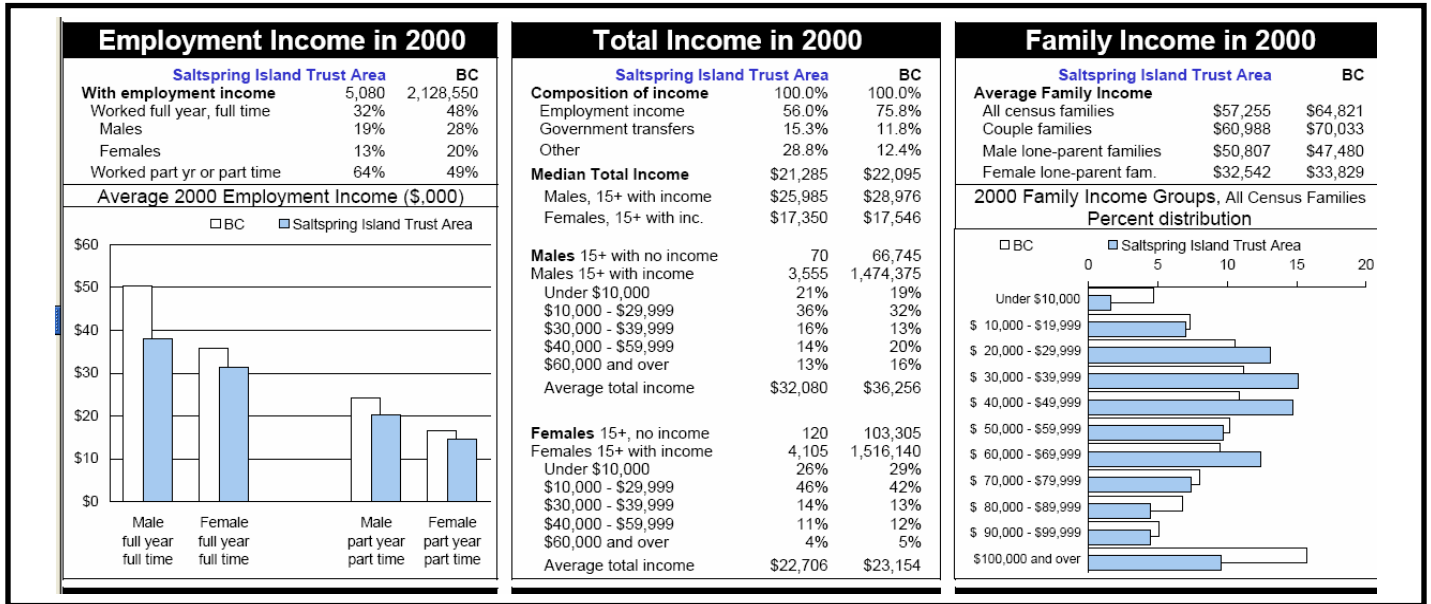 Employment Income in 2000
Saltspring Island Trust Area BC
With employment income 5,080 2,128,550
Worked full year, full time 32% 48%
Males 19% 28%
Females 13% 20%
Worked part yr or part time 64% 49%
Average 2000 Employment Income ($,000)
BC Saltspring Island Trust Area
$60
$50
$40
$30
$20
$10
$0
Male Female Male Female
full year full year part year part year
full time full time part time part time
Total Income in 2000
Saltspring Island Trust Area BC
Composition of income 100.0% 100.0%
Employment income 56.0% 75.8%
Government transfers 15.3% 11.8%
Other 28.8% 12.4%
Median Total Income $21,285 $22,095
Males, 15+ with income $25,985 $28,976
Females, 15+ with inc. $17,350 $17,546
Males 15+ with no income 70 66,745
Males 15+ with income 3,555 1,474,375
Under $10,000 21% 19%
$10,000 - $29,999 36% 32%
$30,000 - $39,999 16% 13%
$40,000 - $59,999 14% 20%
$60,000 and over 13% 16%
Average total income $32,080 $36,256
Females 15+, no income 120 103,305
Females 15+ with income 4,105 1,516,140
Under $10,000 26% 29%
$10,000 - $29,999 46% 42%
$30,000 - $39,999 14% 13%
$40,000 - $59,999 11% 12%
$60,000 and over 4% 5%
Average total income $22,706 $23,154
Family Income in 2000
Saltspring Island Trust Area BC
Average Family Income
All census families $57,255 $64,821
Couple families $60,988 $70,033
Male lone-parent families $50,807 $47,480
Female lone-parent fam. $32,542 $33,829
2000 Family Income Groups, All Census Families
Percent distribution
BC Saltspring Island Trust Area
0 5 10 15 20
Under $10,000
$ 10,000 - $19,999
$ 20,000 - $29,999
$ 30,000 - $39,999
$ 40,000 - $49,999
$ 50,000 - $59,999
$ 60,000 - $69,999
$ 70,000 - $79,999
$ 80,000 - $89,999
$ 90,000 - $99,999
$100,000 and over